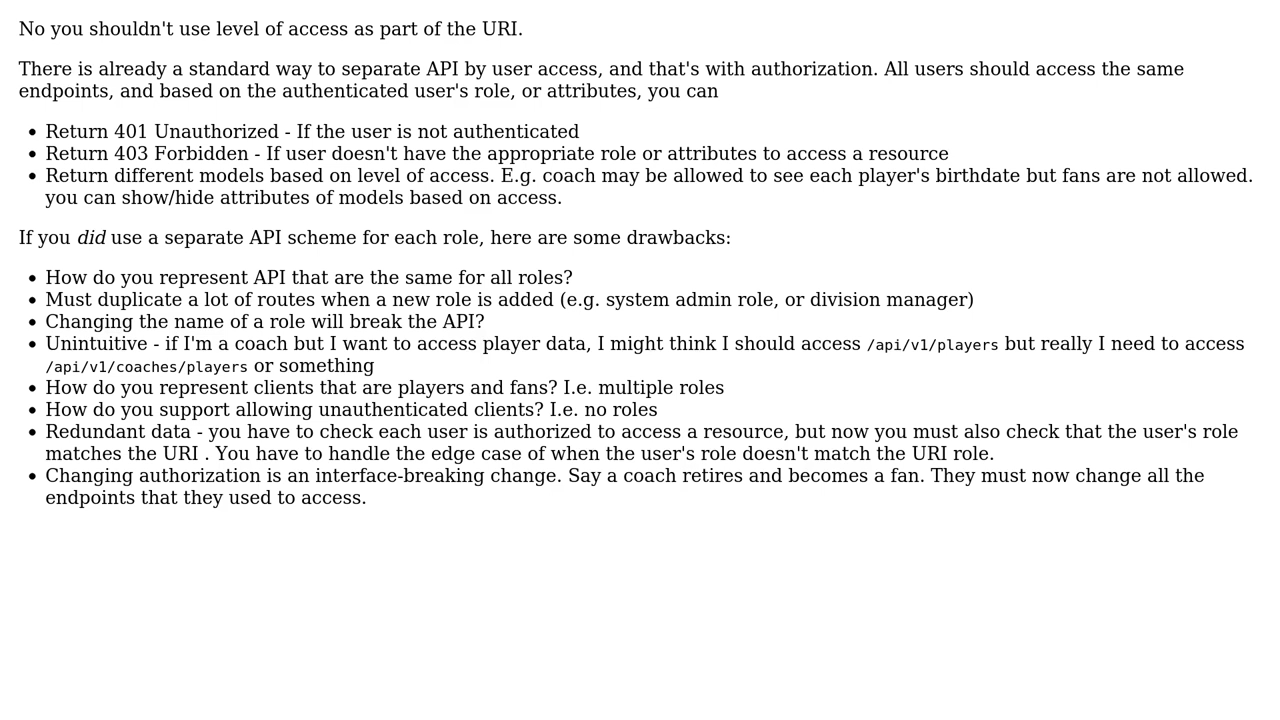 No you shouldn't use level of access as part of the URI.
There is already a standard way to separate API by user access, and that's with authorization. All users should access the same
endpoints, and based on the authenticated user's role, or attributes, you can
• Return 401 Unauthorized - If the user is not authenticated
• Return 403 Forbidden - If user doesn't have the appropriate role or attributes to access a resource
• Return different models based on level of access. E.g. coach may be allowed to see each player's birthdate but fans are not allowed.
you can show/hide attributes of models based on access.
If you did use a separate API scheme for each role, here are some drawbacks:
• How do you represent API that are the same for all roles?
• Must duplicate a lot of routes when a new role is added (e.g. system admin role, or division manager)
• Changing the name of a role will break the API?
• Unintuitive - if I'm a coach but I want to access player data, I might think I should access /api/v1/players but really I need to access
/api/v1/coaches/players or something
• How do you represent clients that are players and fans? I.e. multiple roles
• How do you support allowing unauthenticated clients? I.e. no roles
• Redundant data - you have to check each user is authorized to access a resource, but now you must also check that the user's role
matches the URI . You have to handle the edge case of when the user's role doesn't match the URI role.
• Changing authorization is an interface-breaking change. Say a coach retires and becomes a fan. They must now change all the
endpoints that they used to access.